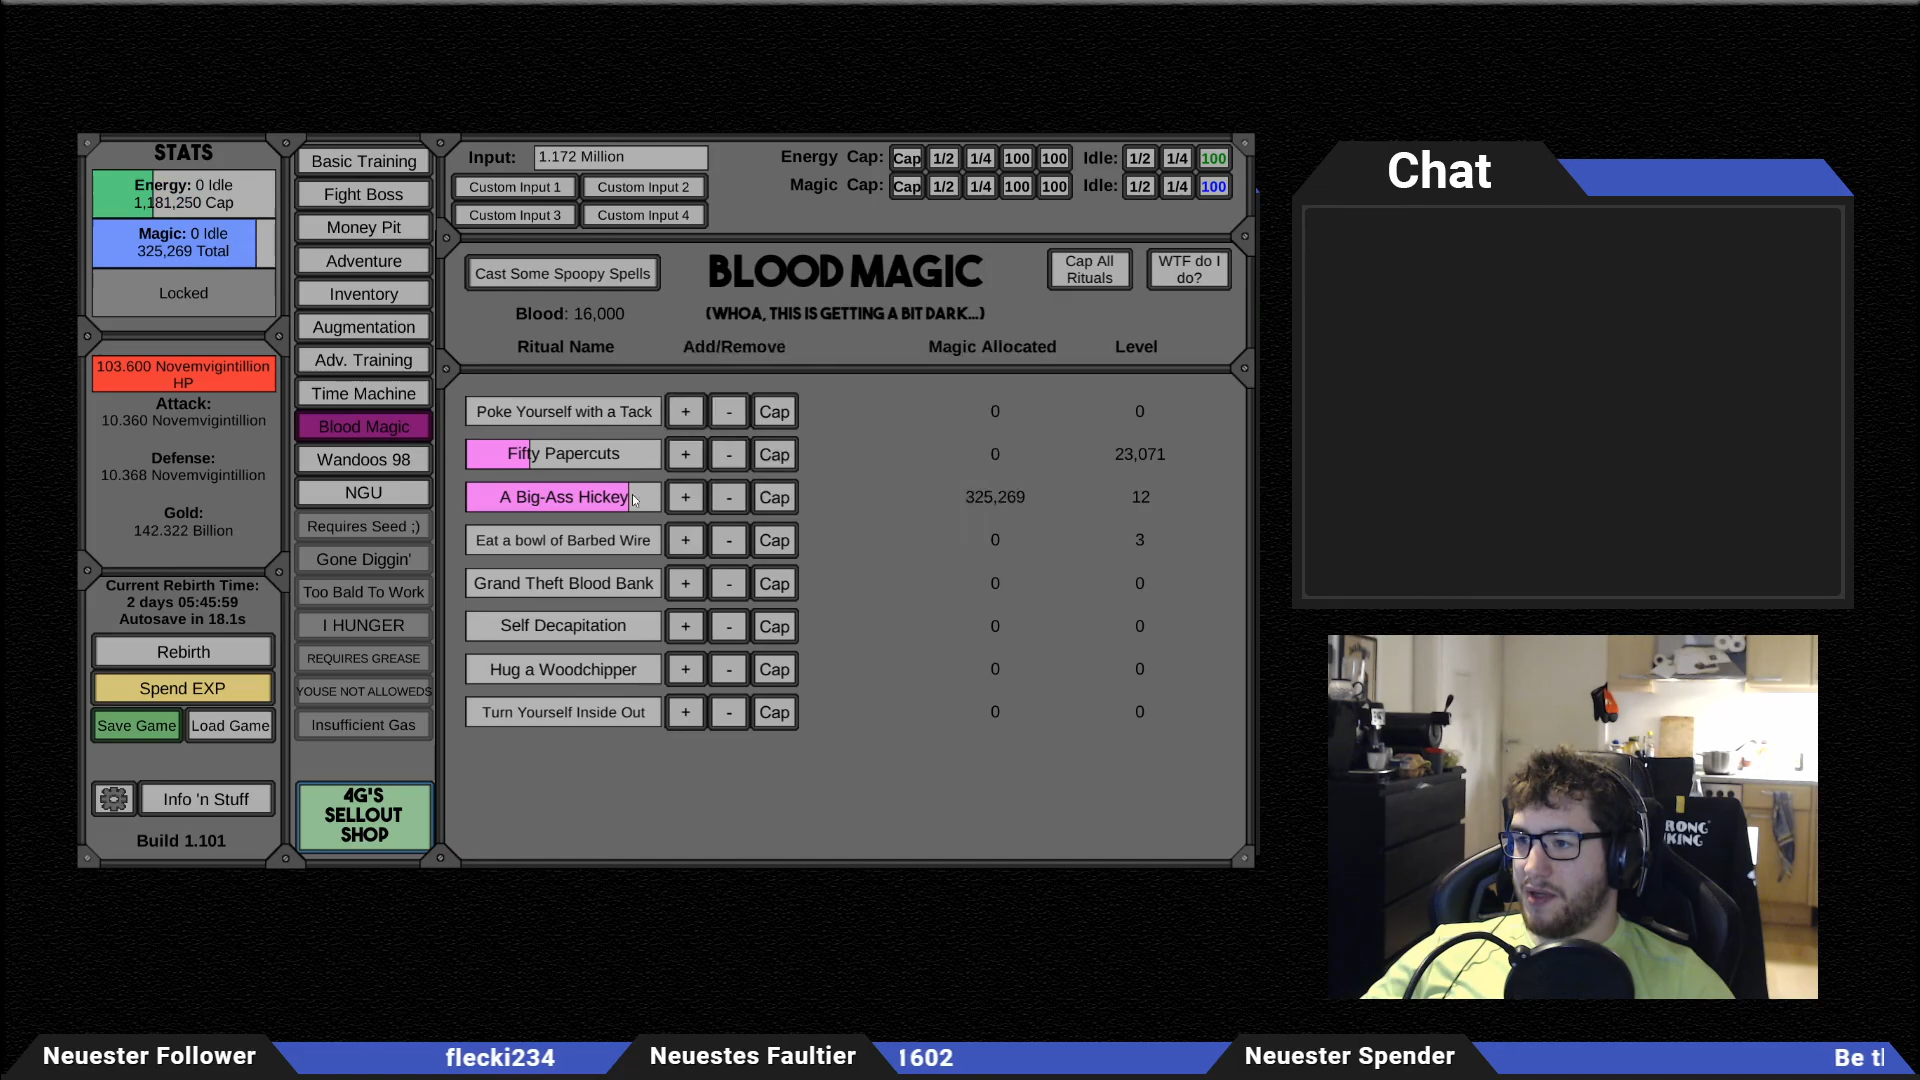 STATS
Energy: 0 Idle
1,181,250 Cap
Magic: 0 Idle
325,269 Total
Locked
103.600 Novemvigintillion
HP
Attack:
10.360 Novemvigintillion
Defense:
10.368 Novemvigintillion
Gold:
142.322 Billion
Current Rebirth Time:
2 days 05:45:59
Autosave in 18.1s
Rebirth
Spend EXP
Save Game
Load Game
Info 'n Stuff
Build 1.101
Basic Training
Fight Boss
Money Pit
Adventure
Inventory
Augmentation
Adv. Training
Time Machine
Blood Magic
Wandoos 98
NGU
Requires Seed ;)
Gone Diggin'
Too Bald To Work
I HUNGER
REQUIRES GREASE
YOUSE NOT ALLOWEDS
Insufficient Gas
4G'S
SELLOUT
SHOP
Input: 1.172 Million
Custom Input 1 Custom Input 2
Custom Input 3 Custom Input 4
Energy Cap: Cap 1/2 1/4 100 100 Idle: 1/2 1/4 100
Magic Cap: Cap 1/2 1/4 100 100 Idle: 1/2 1/4 100
Cast Some Spoopy Spells
Blood: 16,000
BLOOD MAGIC
(WHOA, THIS IS GETTING A BIT DARK...)
Cap All
Rituals
WTF do I
do?
Ritual Name Add/Remove Magic Allocated Level
Poke Yourself with a Tack + - Cap 0 0
Fifty Papercuts + - Cap 0 23,071
A Big-Ass Hickey + - Cap 325,269 12
Eat a bowl of Barbed Wire + - Cap 0 3
Grand Theft Blood Bank + - Cap 0 0
Self Decapitation + - Cap 0 0
Hug a Woodchipper + - Cap 0 0
Turn Yourself Inside Out + - Cap 0 0
Chat
RONG
KING
Neuester Follower flecki234 Neuestes Faultier 1602 Neuester Spender Be